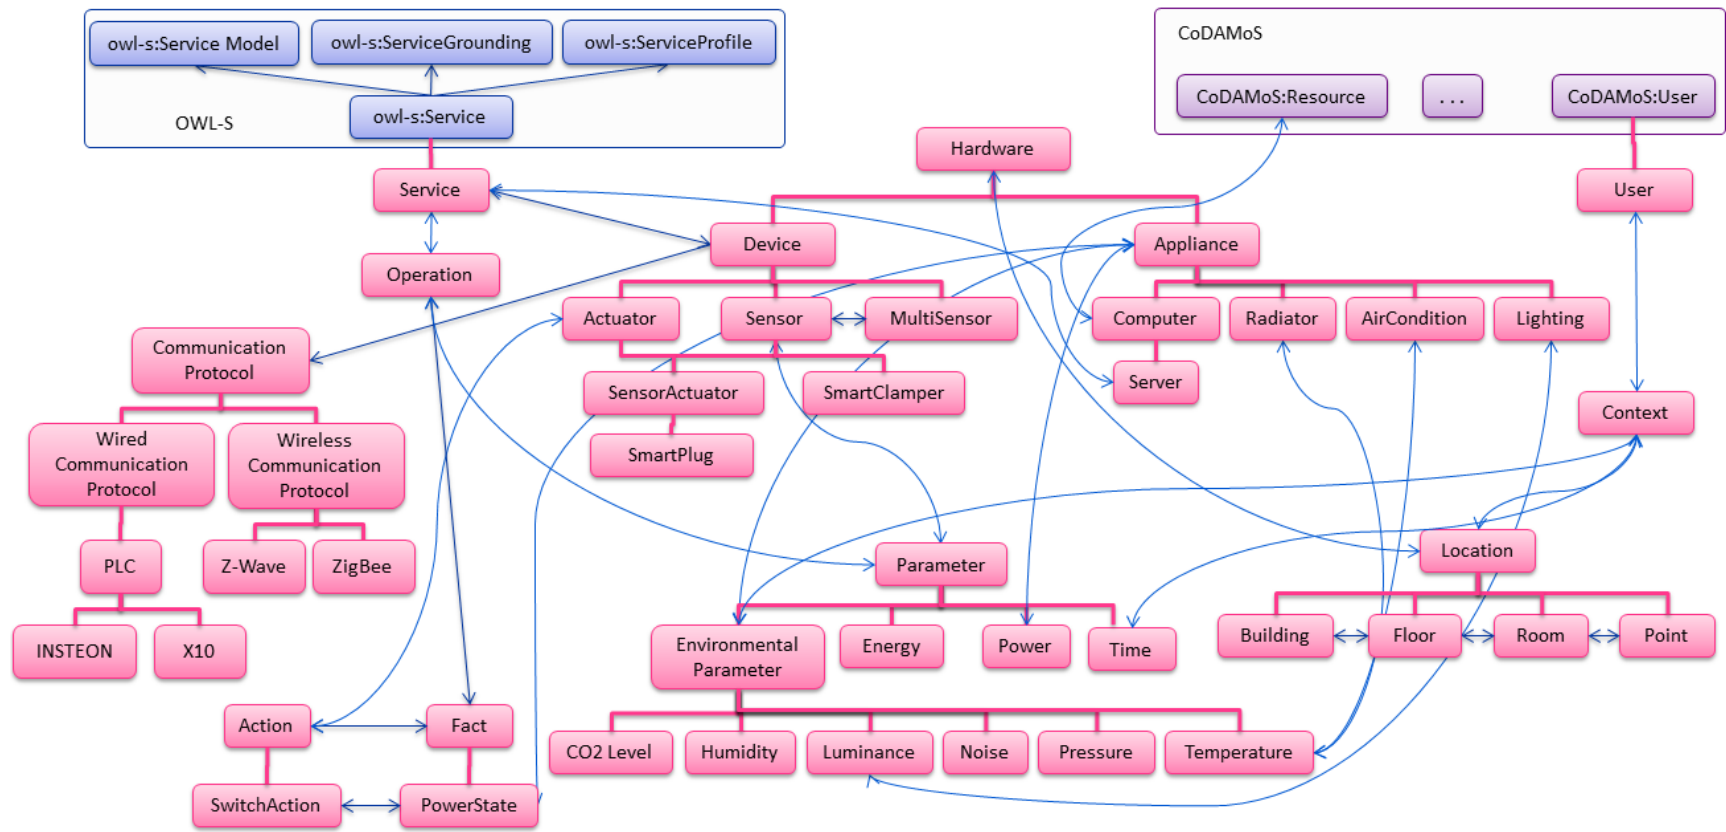 owl-s:Service Model
owl-s:ServiceGrounding
owl-s:ServiceProfile
CoDAMoS
CoDAMoS:Resource
. . .
CoDAMoS:User
owl-s:Service
OWL-S
Hardware
Service
User
Device
Appliance
Operation
Actuator
Sensor
MultiSensor
Computer
Radiator
AirCondition
Lighting
Communication
Protocol
SensorActuator
SmartClamper
Server
Context
Wired
Communication
Protocol
Wireless
Communication
Protocol
SmartPlug
PLC
Z-Wave
ZigBee
Parameter
Location
INSTEON
X10
Environmental
Parameter
Energy
Power
Time
Building
Floor
Room
Point
Action
Fact
CO2 Level
Humidity
Luminance
Noise
Pressure
Temperature
SwitchAction
PowerState